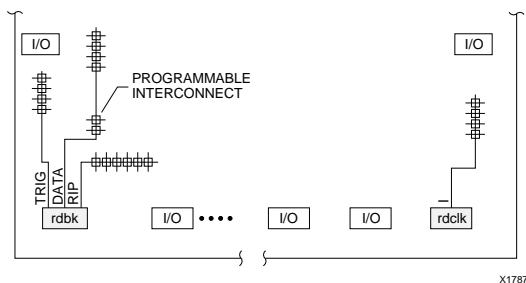 I/O
I/O
PROGRAMMABLE
INTERCONNECT
TRIG
DATA
RIP
I
rdbk
I/O
I/O
I/O
rdclk
X1787